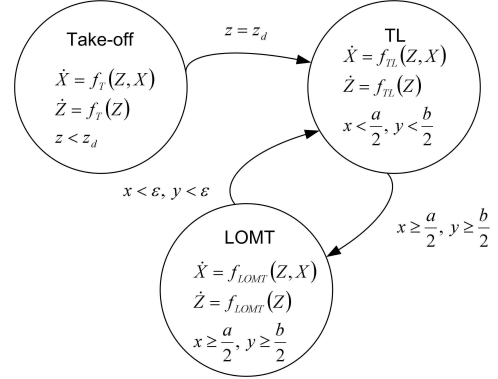 Take-off
Ẋ = f_T(Z, X)
Ż = f_T(Z)
z < z_d
z = z_d
TL
Ẋ = f_TL(Z, X)
Ż = f_TL(Z)
x < a/2, y < b/2
x < ε, y < ε
x ≥ a/2, y ≥ b/2
LOMT
Ẋ = f_LOMT(Z, X)
Ż = f_LOMT(Z)
x ≥ a/2, y ≥ b/2